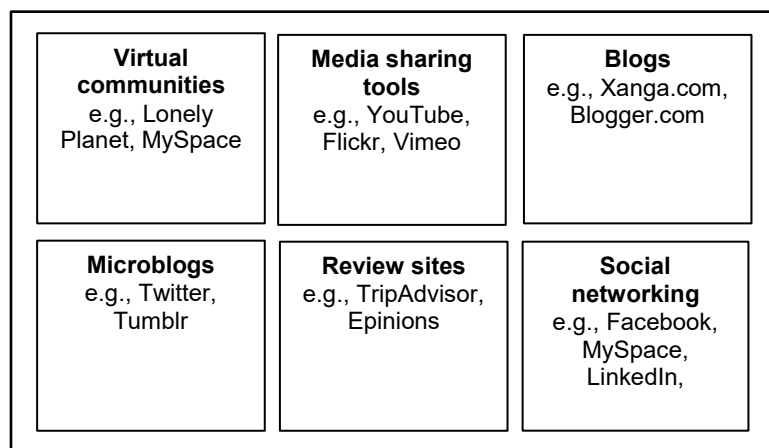 Virtual
communities
e.g., Lonely
Planet, MySpace
Media sharing
tools
e.g., YouTube,
Flickr, Vimeo
Blogs
e.g., Xanga.com,
Blogger.com
Microblogs
e.g., Twitter,
Tumblr
Review sites
e.g., TripAdvisor,
Epinions
Social
networking
e.g., Facebook,
MySpace,
LinkedIn,